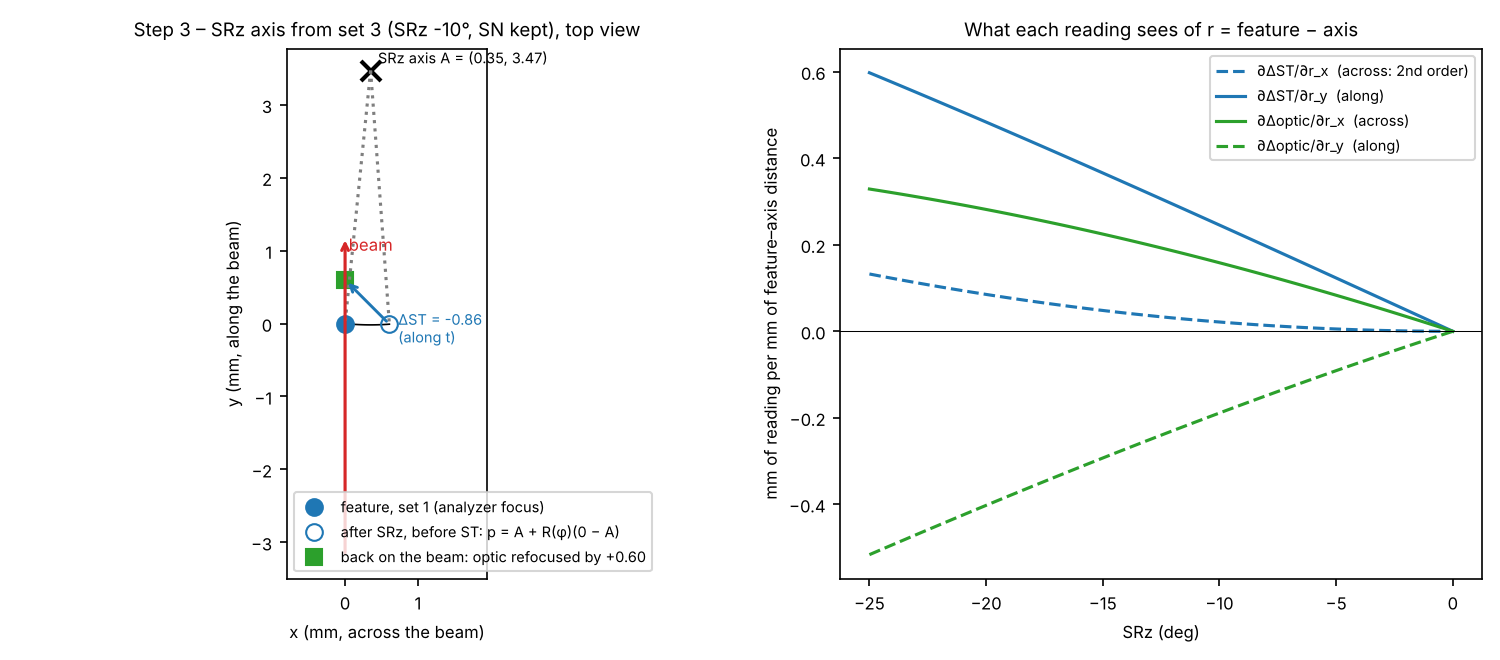 Step 3 – SRz axis from set 3 (SRz -10°, SN kept), top view
SRz axis A = (0.35, 3.47)
beam
ΔST = -0.86
(along t)
3
2
1
0
−1
−2
−3
y (mm, along the beam)
feature, set 1 (analyzer focus)
after SRz, before ST: p = A + R(φ)(0 − A)
back on the beam: optic refocused by +0.60
0
1
x (mm, across the beam)
What each reading sees of r = feature − axis
∂ΔST/∂r_x (across: 2nd order)
∂ΔST/∂r_y (along)
∂Δoptic/∂r_x (across)
∂Δoptic/∂r_y (along)
0.6
0.4
0.2
0.0
−0.2
−0.4
mm of reading per mm of feature–axis distance
−25
−20
−15
−10
−5
0
SRz (deg)